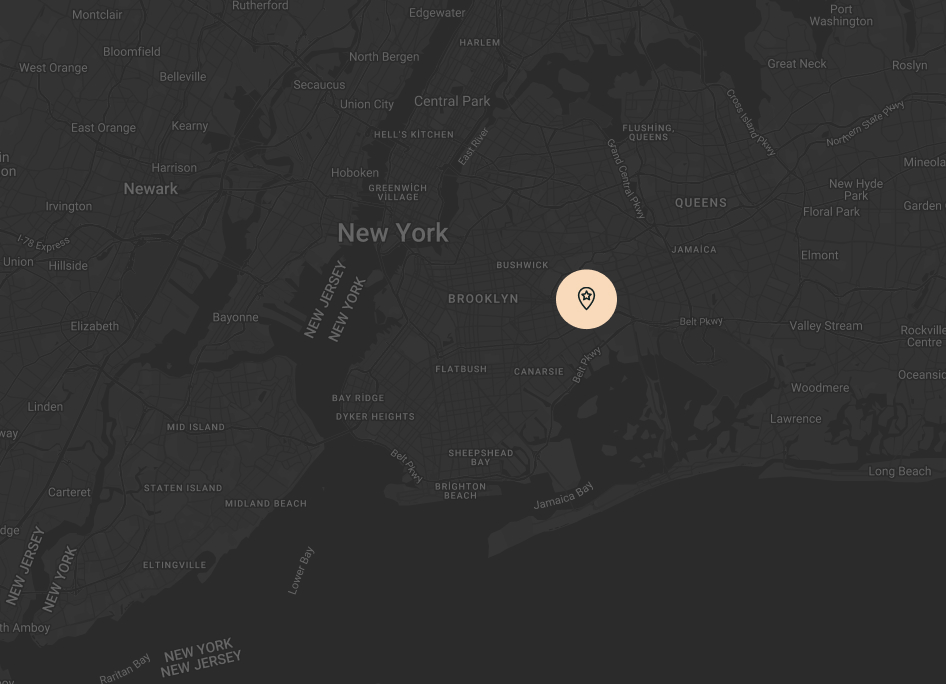 Rutherford
Edgewater
Port
Washington
Montclair
HARLEM
Bloomfield
North Bergen
Great Neck
Roslyn
West Orange
Belleville
Secaucus
Union City
Central Park
Cross Island Pkwy
Northern State Pkwy
East Orange
Kearny
HELL'S KITCHEN
East River
FLUSHING,
QUEENS
Grand Central Pkwy
in
on
Harrison
Hoboken
Mineola
Newark
GREENWICH
VILLAGE
New Hyde
Park
Irvington
QUEENS
Floral Park
Garden
New York
I-78 Express
JAMAICA
Union
Hillside
Elmont
BUSHWICK
NEW JERSEY
NEW YORK
BROOKLYN
Elizabeth
Bayonne
Belt Pkwy
Valley Stream
Rockville
Centre
FLATBUSH
CANARSIE
Belt Pkwy
Oceansid
Woodmere
BAY RIDGE
Linden
DYKER HEIGHTS
Lawrence
MID ISLAND
way
SHEEPSHEAD
BAY
Belt Pkwy
Long Beach
Carteret
STATEN ISLAND
BRIGHTON
BEACH
MIDLAND BEACH
Jamaica Bay
dge
NEW JERSEY
NEW YORK
ELTINGVILLE
Lower Bay
th Amboy
NEW YORK
NEW JERSEY
Raritan Bay